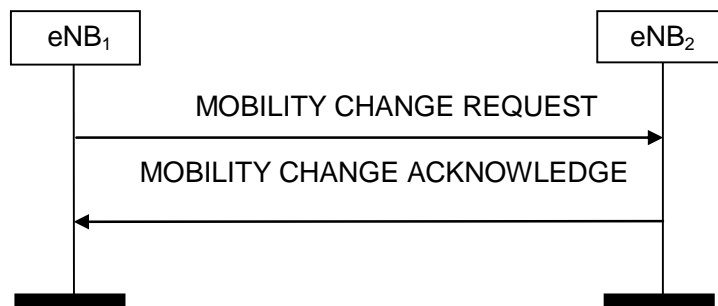 eNB₁
eNB₂
MOBILITY CHANGE REQUEST
MOBILITY CHANGE ACKNOWLEDGE